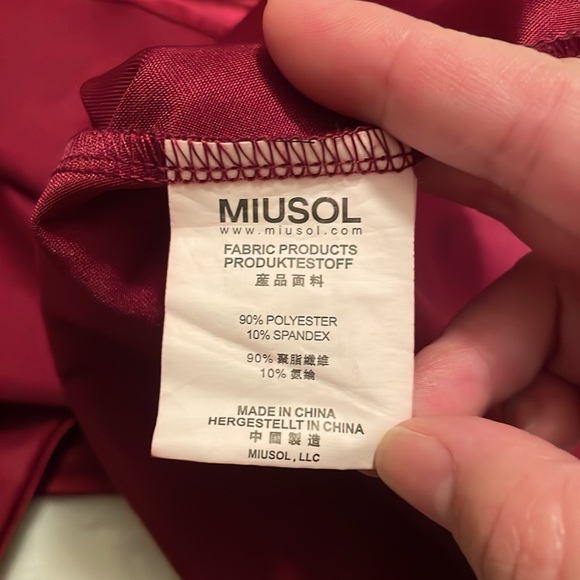 MIUSOL
www.miusol.com
FABRIC PRODUCTS
PRODUKTESTOFF
産品面料
90% POLYESTER
10% SPANDEX
90% 聚脂纖維
10% 氨綸
MADE IN CHINA
HERGESTELLT IN CHINA
中國製造
MIUSOL, LLC